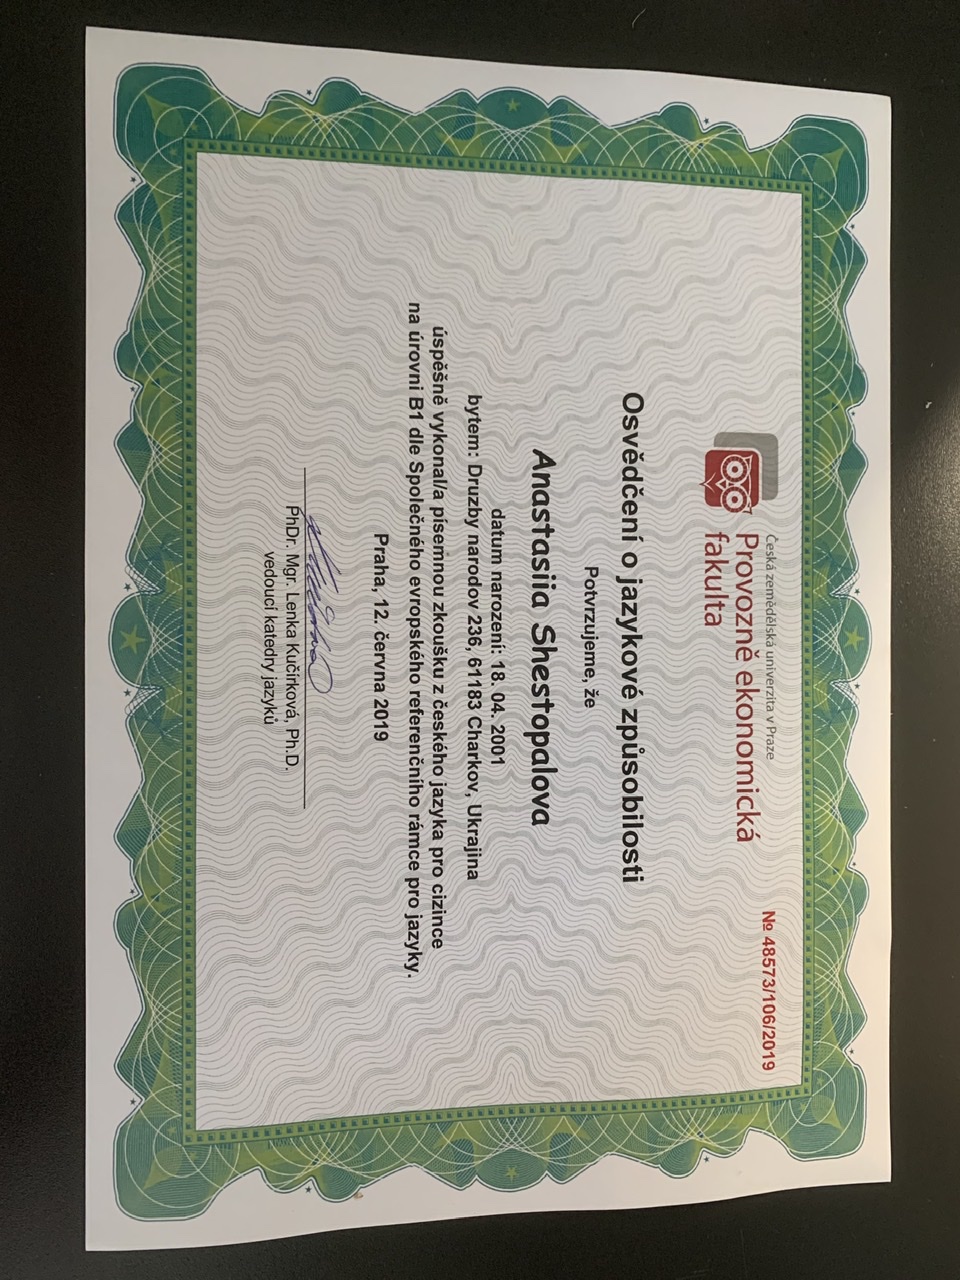 Česká zemědělská univerzita v Praze
Provozně ekonomická
fakulta
№ 48573/106/2019
Osvědčení o jazykové způsobilosti
Potvrzujeme, že
Anastasiia Shestopalova
datum narození: 18. 04. 2001
bytem: Druzby narodov 236, 61183 Charkov, Ukrajina
úspěšně vykonal/a písemnou zkoušku z českého jazyka pro cizince
na úrovni B1 dle Společného evropského referenčního rámce pro jazyky.
Praha, 12. června 2019
PhDr. Mgr. Lenka Kučírková, Ph.D.
vedoucí katedry jazyků